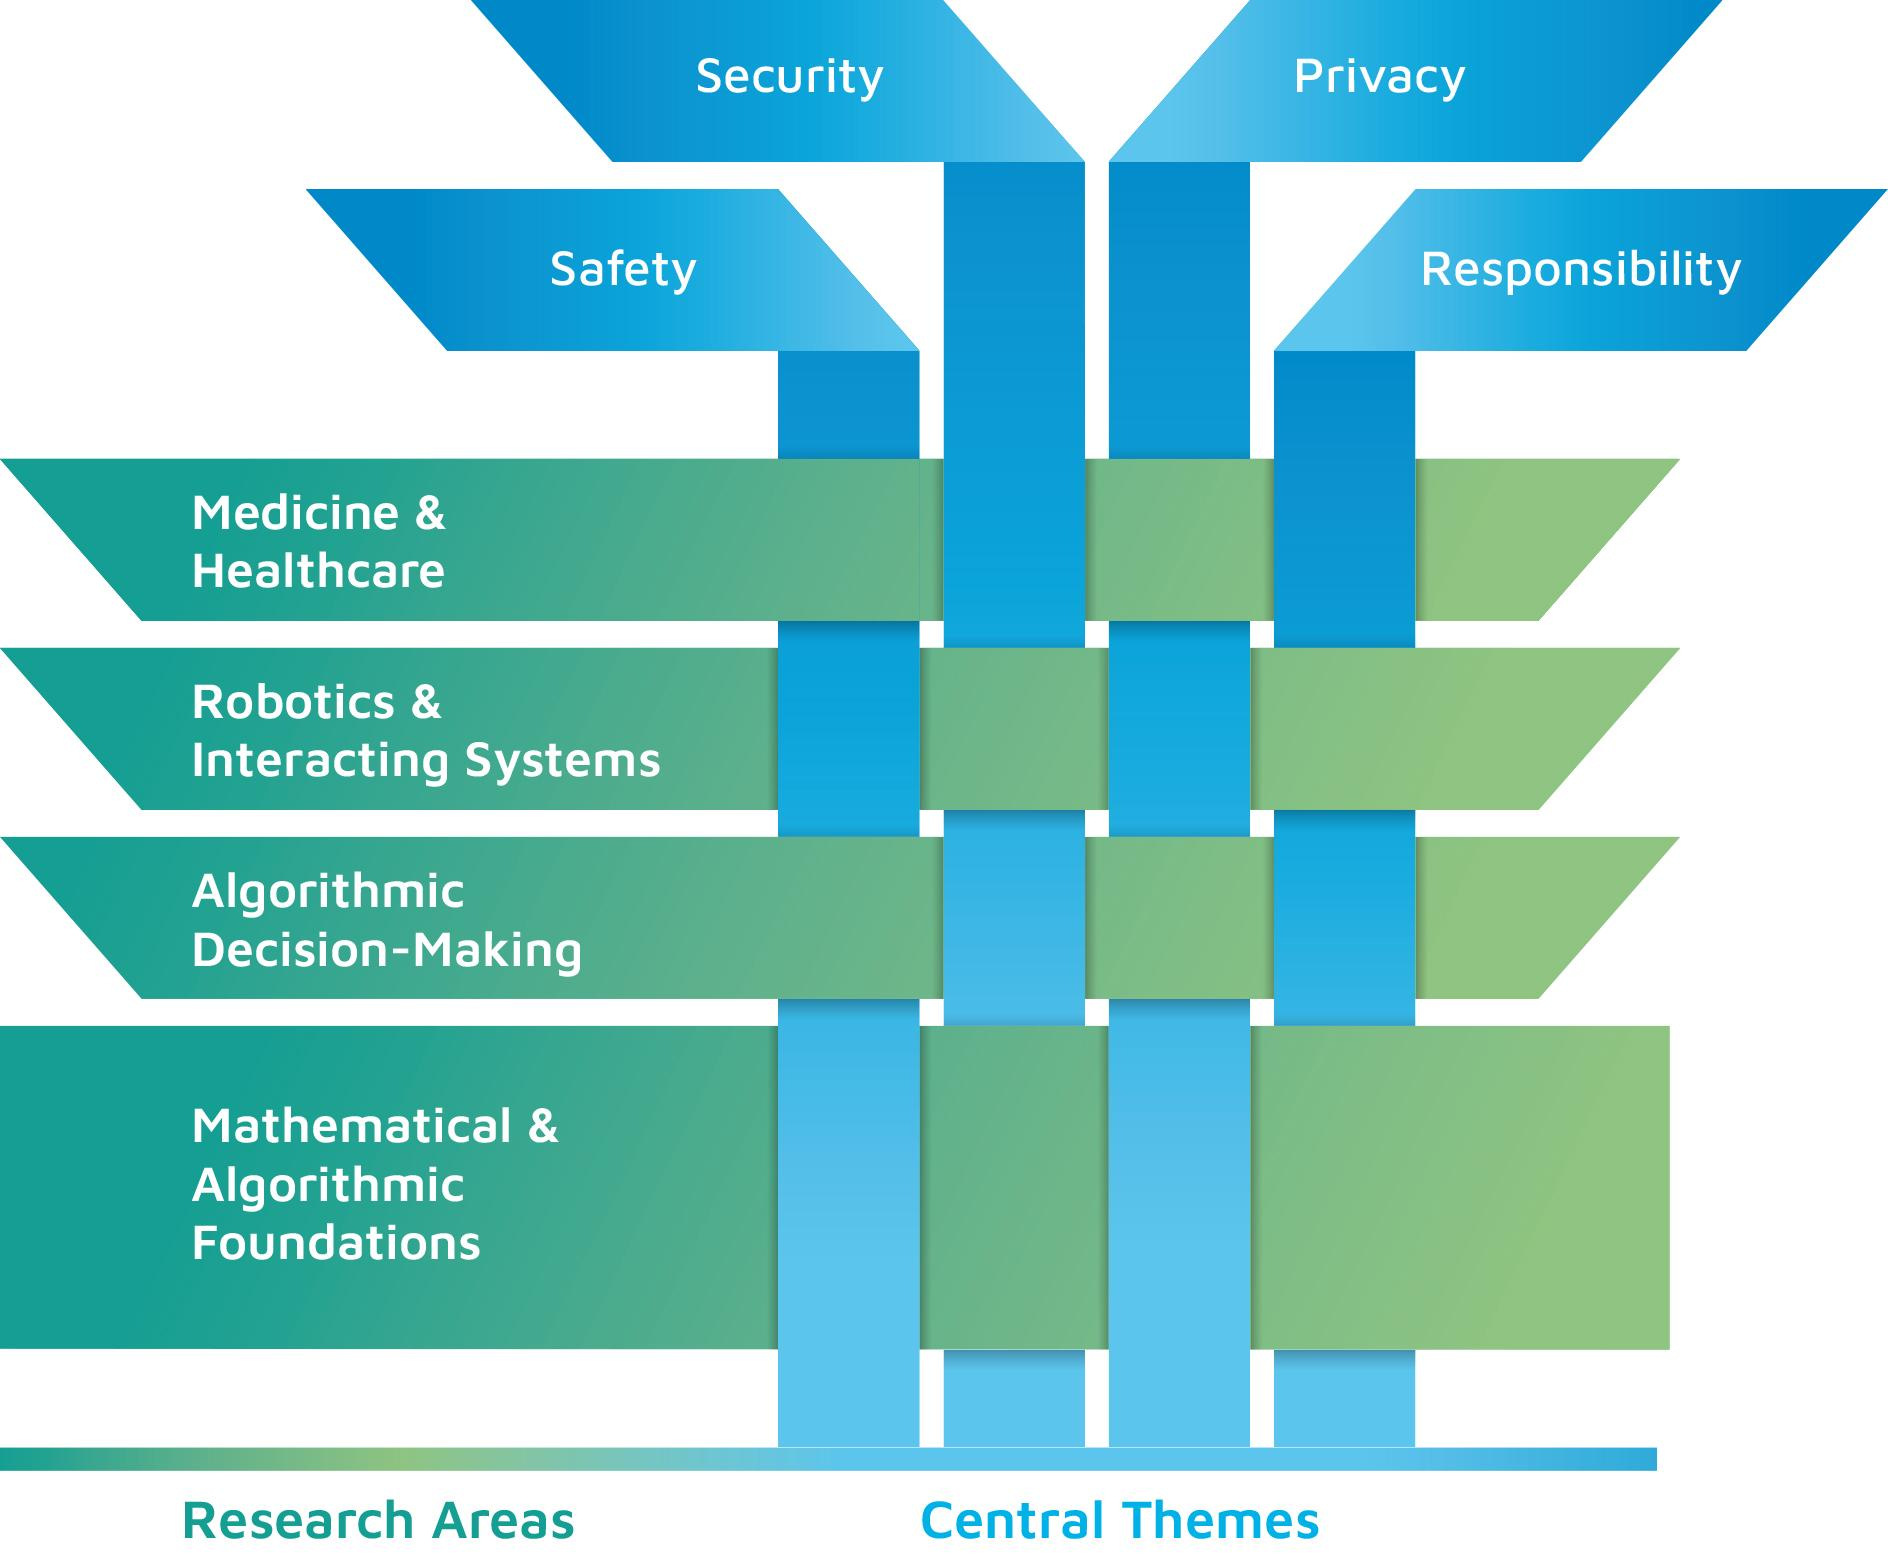 Security
Privacy
Safety
Responsibility
Medicine &
Healthcare
Robotics &
Interacting Systems
Algorithmic
Decision-Making
Mathematical &
Algorithmic
Foundations
Research Areas
Central Themes